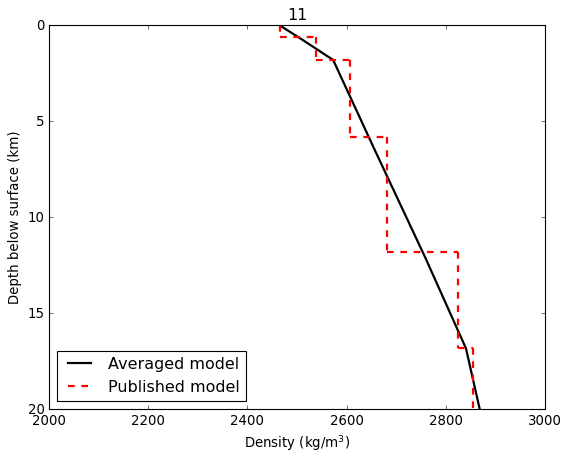 11
0
5
10
15
20
Depth below surface (km)
Averaged model
Published model
2000 2200 2400 2600 2800 3000
Density (kg/m³)